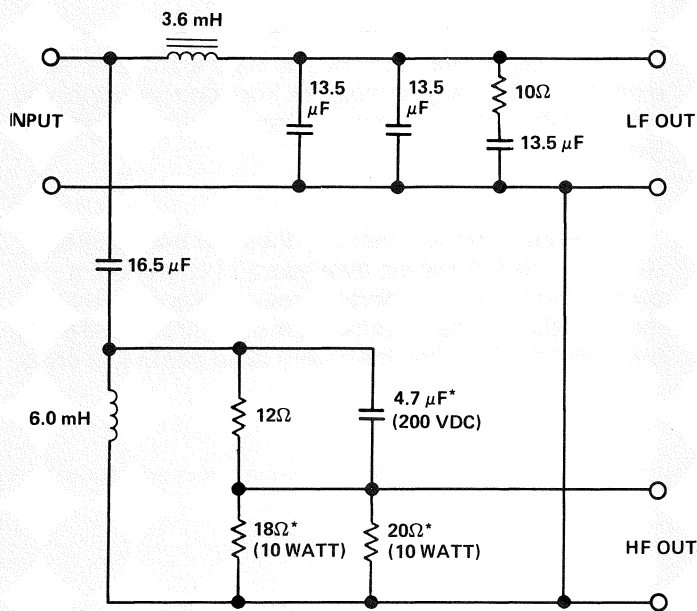 3.6 mH
INPUT
13.5
μF
13.5
μF
10Ω
13.5 μF
LF OUT
16.5 μF
6.0 mH
12Ω
4.7 μF*
(200 VDC)
18Ω*
(10 WATT)
20Ω*
(10 WATT)
HF OUT